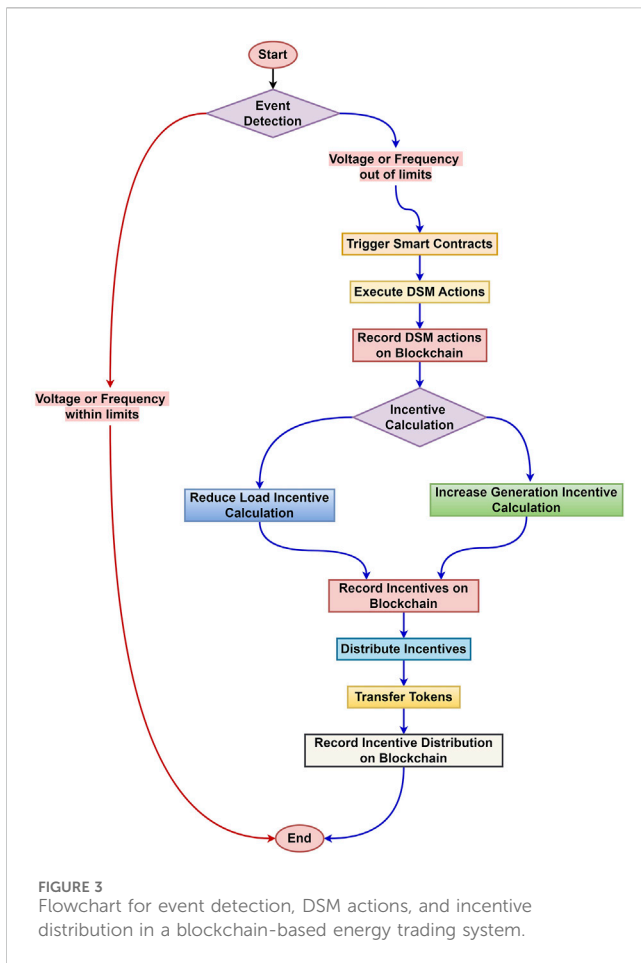 Start
Event
Detection
Voltage or Frequency
out of limits
Trigger Smart Contracts
Execute DSM Actions
Record DSM actions
on Blockchain
Voltage or Frequency
within limits
Incentive
Calculation
Reduce Load Incentive
Calculation
Increase Generation Incentive
Calculation
Record Incentives on
Blockchain
Distribute Incentives
Transfer Tokens
Record Incentive Distribution
on Blockchain
End
FIGURE 3
Flowchart for event detection, DSM actions, and incentive
distribution in a blockchain-based energy trading system.